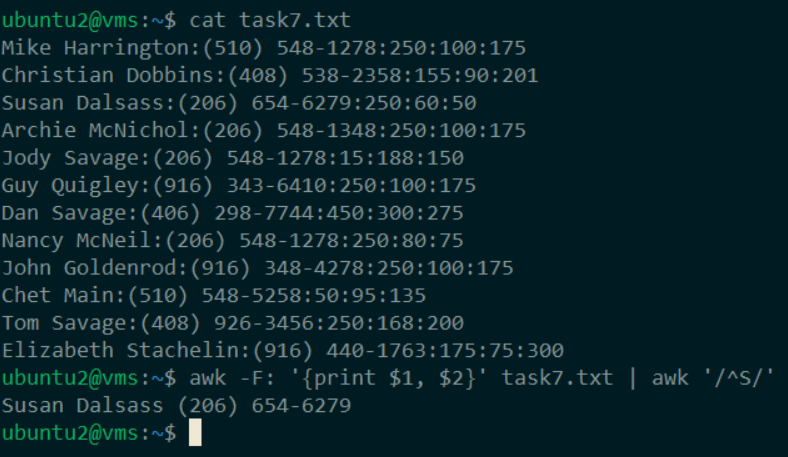 ubuntu2@vms:~$ cat task7.txt
Mike Harrington:(510) 548-1278:250:100:175
Christian Dobbins:(408) 538-2358:155:90:201
Susan Dalsass:(206) 654-6279:250:60:50
Archie McNichol:(206) 548-1348:250:100:175
Jody Savage:(206) 548-1278:15:188:150
Guy Quigley:(916) 343-6410:250:100:175
Dan Savage:(406) 298-7744:450:300:275
Nancy McNeil:(206) 548-1278:250:80:75
John Goldenrod:(916) 348-4278:250:100:175
Chet Main:(510) 548-5258:50:95:135
Tom Savage:(408) 926-3456:250:168:200
Elizabeth Stachelin:(916) 440-1763:175:75:300
ubuntu2@vms:~$ awk -F: '{print $1, $2}' task7.txt | awk '/^S/'
Susan Dalsass (206) 654-6279
ubuntu2@vms:~$